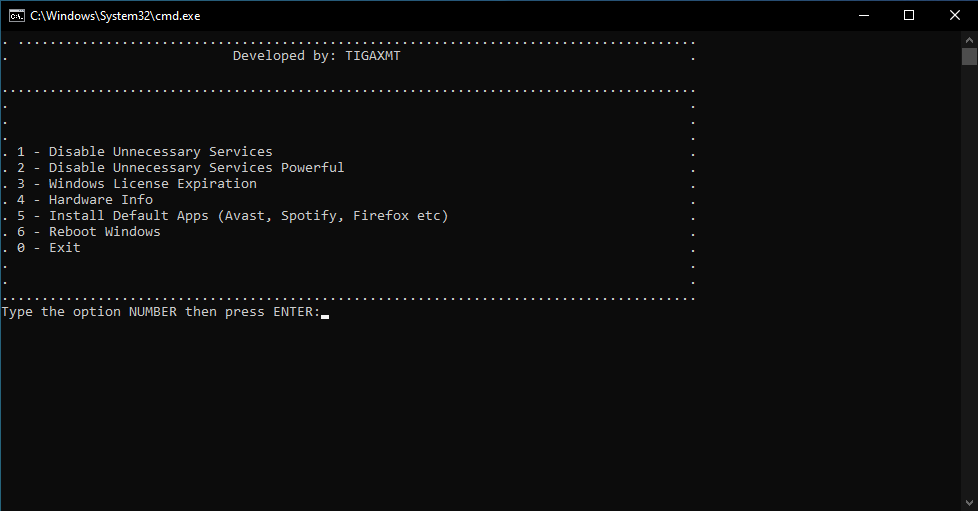 C:\Windows\System32\cmd.exe
. .....................................................................................
. Developed by: TIGAXMT .
.......................................................................................
. .
. .
. .
. 1 - Disable Unnecessary Services .
. 2 - Disable Unnecessary Services Powerful .
. 3 - Windows License Expiration .
. 4 - Hardware Info .
. 5 - Install Default Apps (Avast, Spotify, Firefox etc) .
. 6 - Reboot Windows .
. 0 - Exit .
. .
. .
.......................................................................................
Type the option NUMBER then press ENTER: